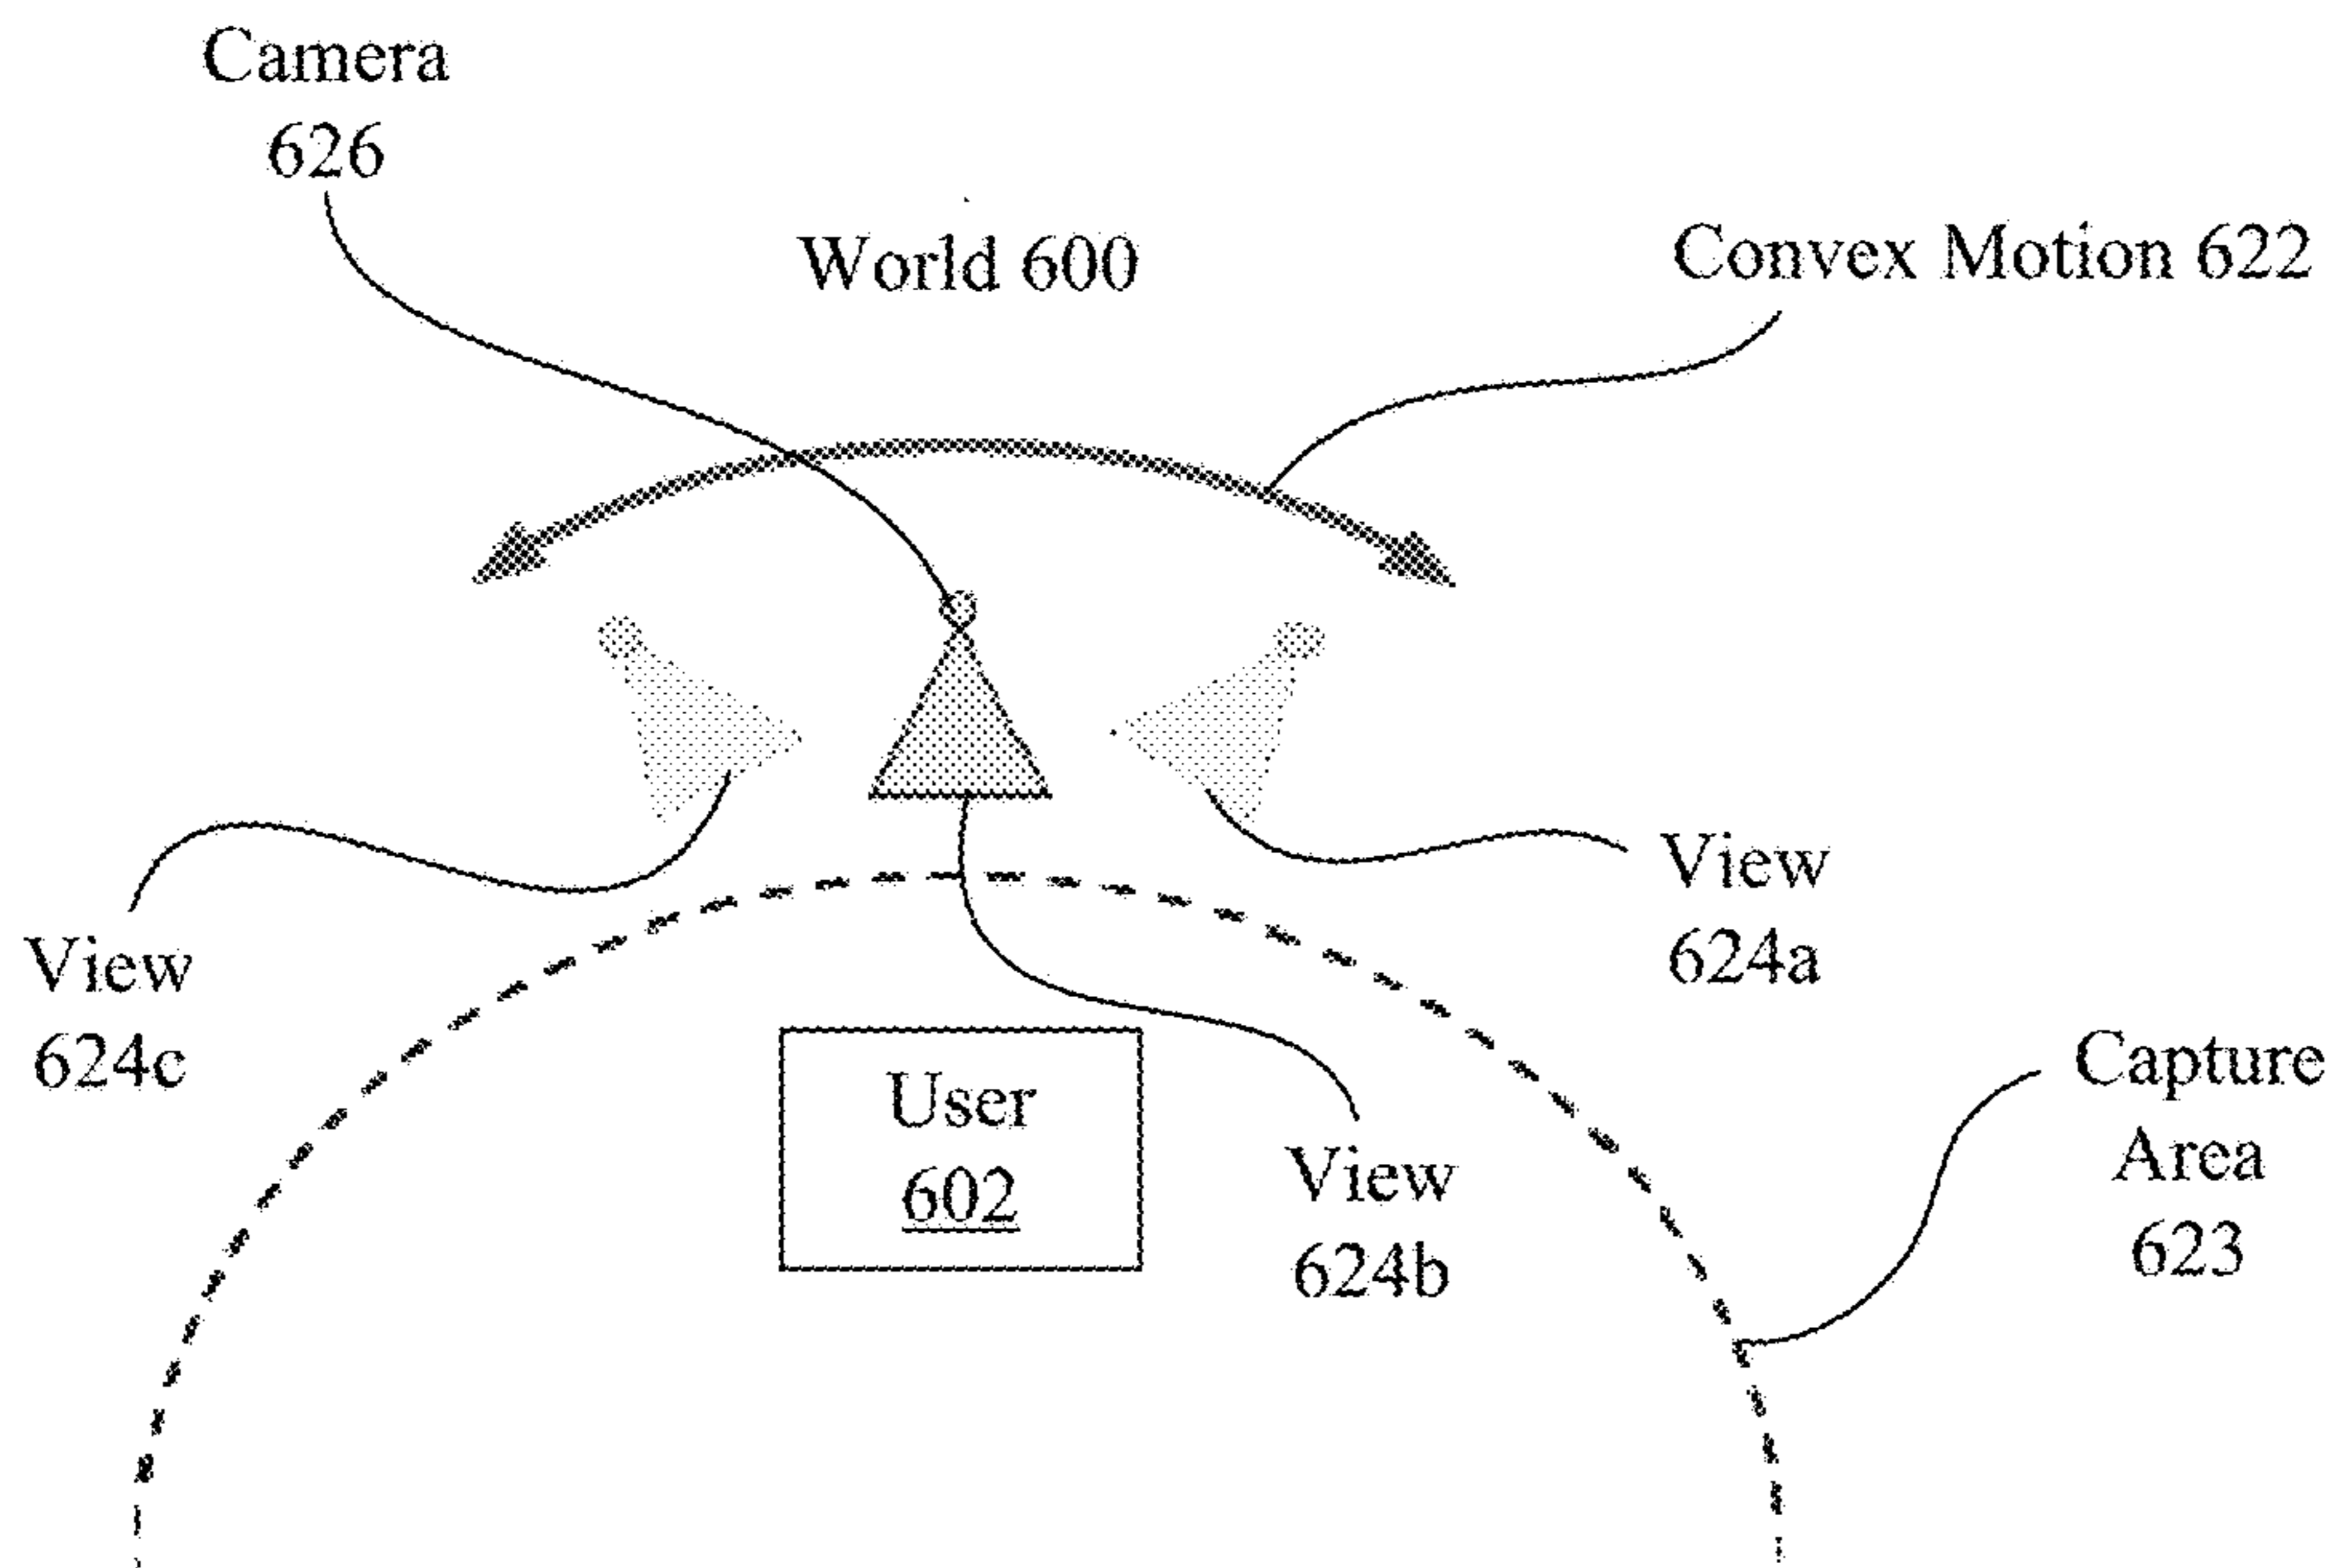 Camera
626
World 600
Convex Motion 622
View
624a
View
624c
User
602
View
624b
Capture
Area
623